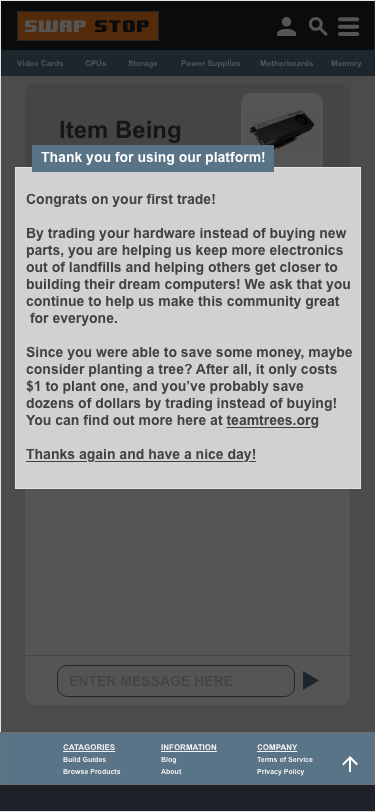 SWAP STOP
Video Cards CPUs Storage Power Supplies Motherboards Memory
Item Being
Thank you for using our platform!
Congrats on your first trade!
By trading your hardware instead of buying new
parts, you are helping us keep more electronics
out of landfills and helping others get closer to
building their dream computers! We ask that you
continue to help us make this community great
for everyone.
Since you were able to save some money, maybe
consider planting a tree? After all, it only costs
$1 to plant one, and you've probably save
dozens of dollars by trading instead of buying!
You can find out more here at teamtrees.org
Thanks again and have a nice day!
ENTER MESSAGE HERE
CATAGORIES INFORMATION COMPANY
Build Guides Blog Terms of Service
Browse Products About Privacy Policy